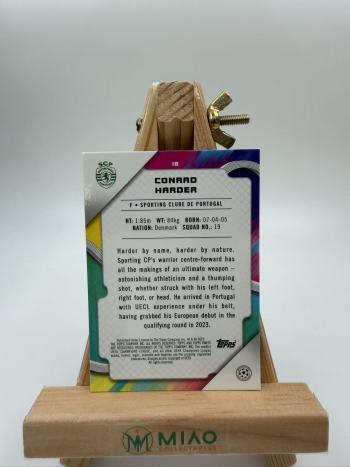 18
SCP
SPORTING
CONRAD
HARDER
F • SPORTING CLUBE DE PORTUGAL
HT: 1.85m WT: 84kg BORN: 07-04-05
NATION: Denmark SQUAD NO.: 19
Harder by name, harder by nature.
Sporting CP's warrior centre-forward has
all the makings of an ultimate weapon –
astonishing athleticism and a thumping
shot, whether struck with his left foot,
right foot, or head. He arrived in Portugal
with UECL experience under his belt,
having grabbed his European debut in the
qualifying round in 2023.
Topps
MIAO
COLLECTIBLES